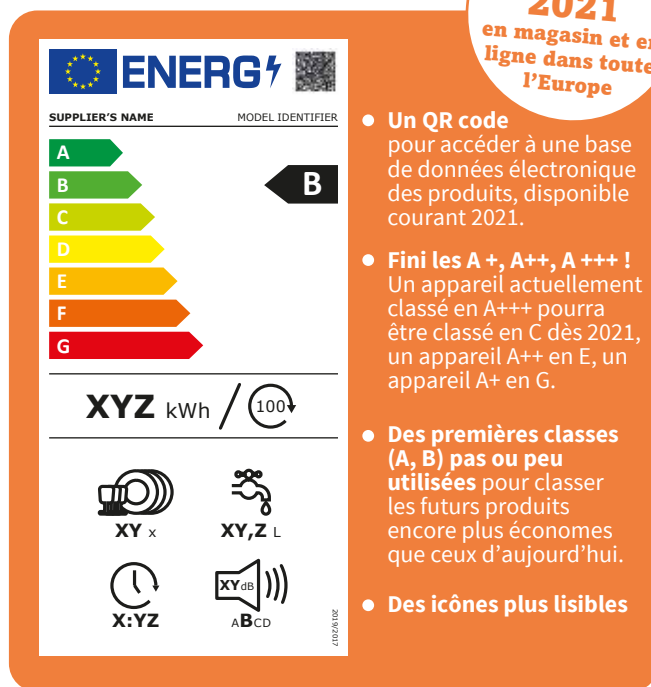 2021
en magasin et e
ligne dans toute
l'Europe
ENERG
SUPPLIER'S NAME MODEL IDENTIFIER
A
B
B
C
D
E
F
G
XYZ kWh / 100
XY x
XY,Z L
X:YZ
XYdB
ABCD
2019/2017
Un QR code
pour accéder à une base
de données électronique
des produits, disponible
courant 2021.
Fini les A +, A++, A +++ !
Un appareil actuellement
classé en A+++ pourra
être classé en C dès 2021,
un appareil A++ en E, un
appareil A+ en G.
Des premières classes
(A, B) pas ou peu
utilisées pour classer
les futurs produits
encore plus économes
que ceux d'aujourd'hui.
Des icônes plus lisibles